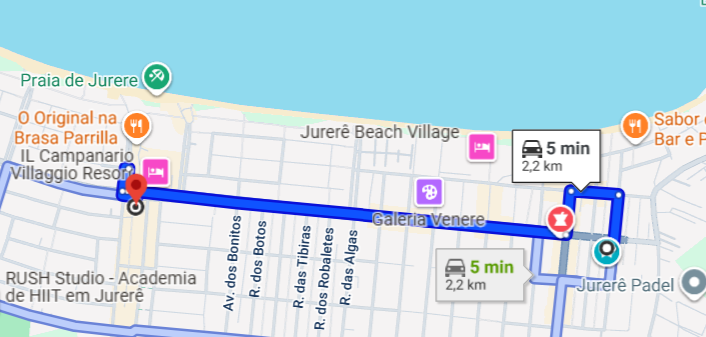 Praia de Jurere
O Original na
Brasa Parrilla
IL Campanario
Villaggio Resor
Jurerê Beach Village
Sabor
Bar e P
5 min
2,2 km
Galeria Venere
5 min
2,2 km
Av. dos Bonitos
R. dos Botos
R. das Tibiras
R. dos Robaletes
R. das Algas
RUSH Studio - Academia
de HIIT em Jurerê
Jurerê Padel